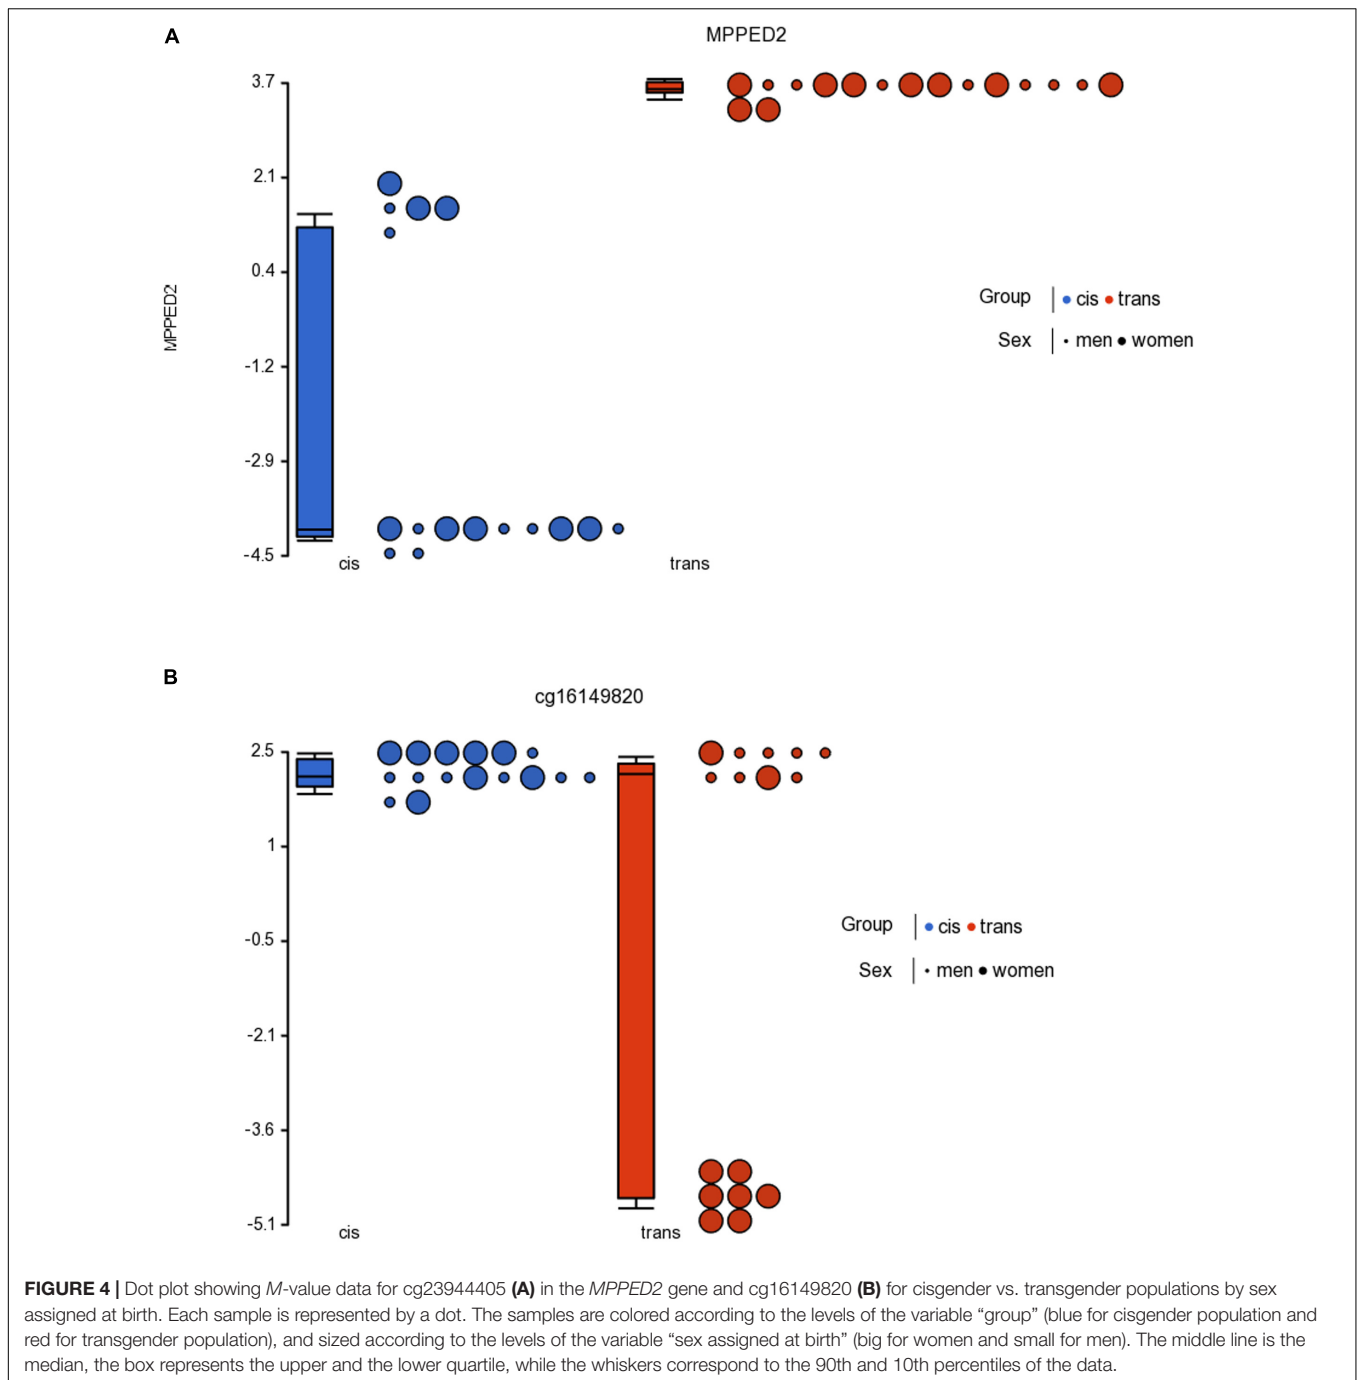 A
MPPED2
3.7
2.1
0.4
-1.2
-2.9
-4.5
MPPED2
cis
trans
Group cis trans
Sex men women
B
cg16149820
2.5
1
-0.5
-2.1
-3.6
-5.1
cis
trans
Group cis trans
Sex men women
FIGURE 4 | Dot plot showing M-value data for cg23944405 (A) in the MPPED2 gene and cg16149820 (B) for cisgender vs. transgender populations by sex
assigned at birth. Each sample is represented by a dot. The samples are colored according to the levels of the variable “group” (blue for cisgender population and
red for transgender population), and sized according to the levels of the variable “sex assigned at birth” (big for women and small for men). The middle line is the
median, the box represents the upper and the lower quartile, while the whiskers correspond to the 90th and 10th percentiles of the data.